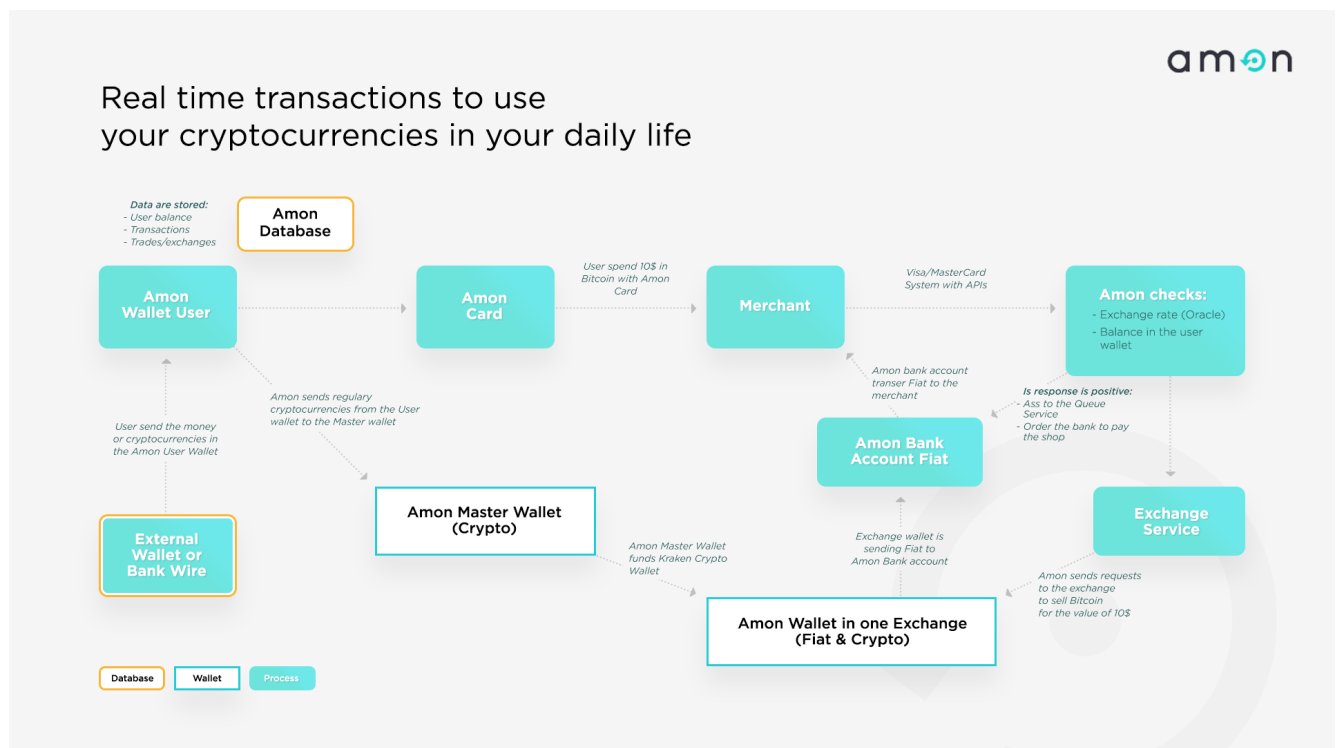 amon
Real time transactions to use
your cryptocurrencies in your daily life
Data are stored:
- User balance
- Transactions
- Trades/exchanges
Amon
Database
Amon
Wallet User
Amon
Card
User spend 10$ in
Bitcoin with Amon
Card
Merchant
Visa/MasterCard
System with APIs
Amon checks:
- Exchange rate (Oracle)
- Balance in the user
wallet
Amon sends regulary
cryptocurrencies from the User
wallet to the Master wallet
Amon bank account
transer Fiat to the
merchant
Is response is positive:
- Ass to the Queue
Service
- Order the bank to pay
the shop
User send the money
or cryptocurrencies in
the Amon User Wallet
Amon Bank
Account Fiat
Amon Master Wallet
(Crypto)
Exchange
Service
External
Wallet or
Bank Wire
Amon Master Wallet
funds Kraken Crypto
Wallet
Exchange wallet is
sending Fiat to
Amon Bank account
Amon sends requests
to the exchange
to sell Bitcoin
for the value of 10$
Amon Wallet in one Exchange
(Fiat & Crypto)
Database
Wallet
Process